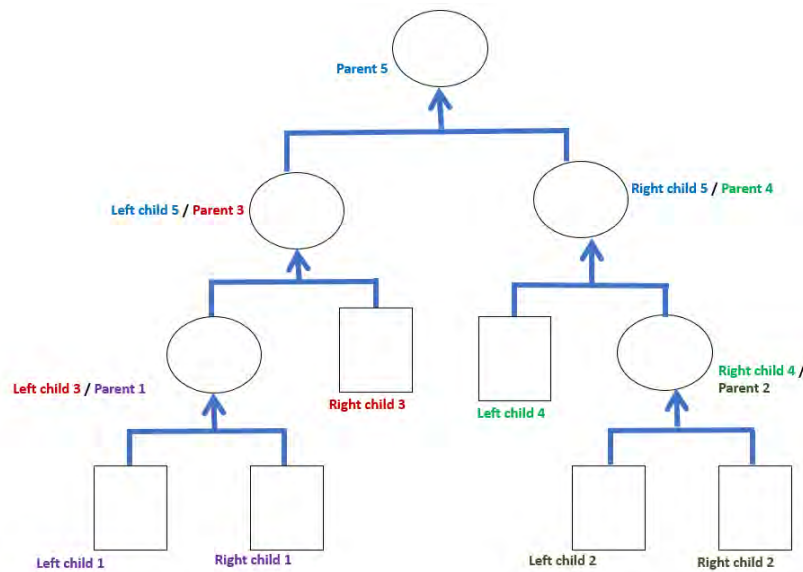 Parent 5
Left child 5 / Parent 3
Right child 5 / Parent 4
Left child 3 / Parent 1
Right child 3
Left child 4
Right child 4 /
Parent 2
Left child 1
Right child 1
Left child 2
Right child 2